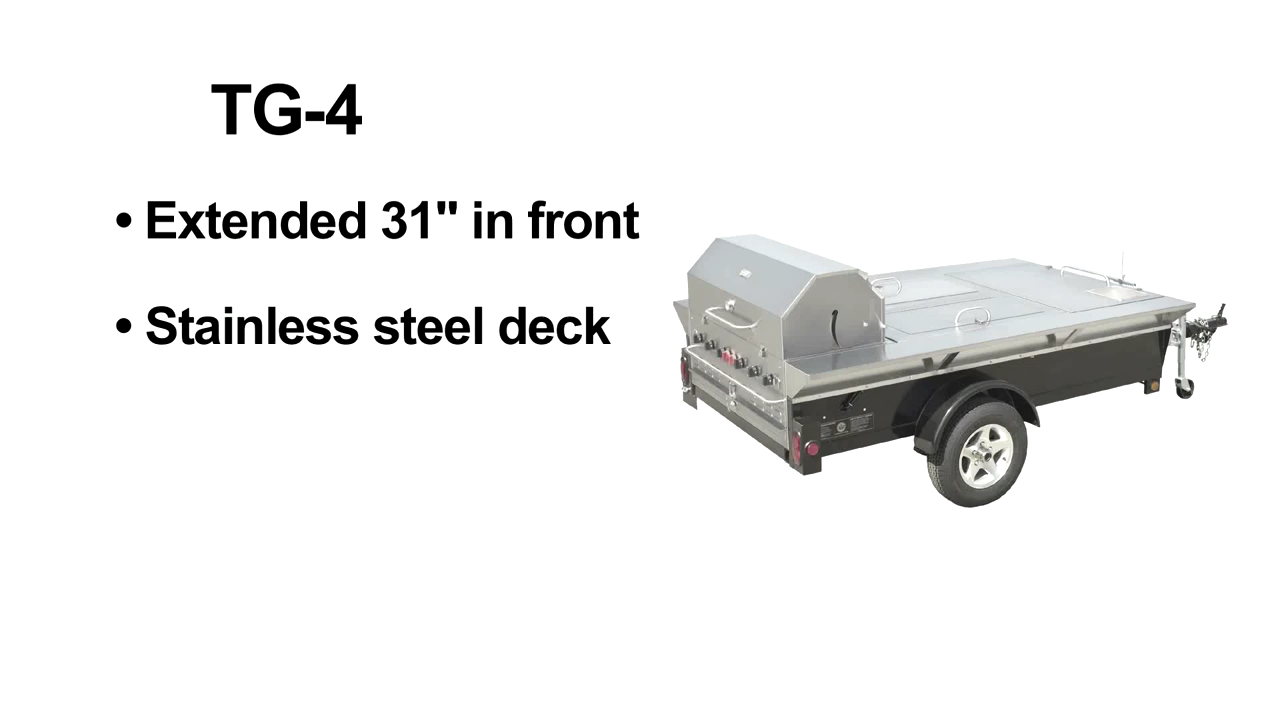 TG-4
• Extended 31" in front
• Stainless steel deck